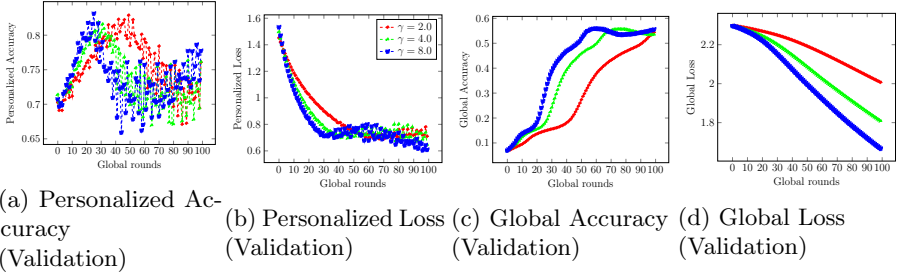 0.8
0.75
0.7
0.65
Personalized Accuracy
0 10 20 30 40 50 60 70 80 90 100
Global rounds
(a) Personalized Ac-
curacy
(Validation)
1.6
1.4
1.2
1
0.8
0.6
Personalized Loss
γ = 2.0
γ = 4.0
γ = 8.0
0 10 20 30 40 50 60 70 80 90 100
Global rounds
(b) Personalized Loss
(Validation)
0.6
0.5
0.4
0.3
0.2
0.1
Global Accuracy
0 10 20 30 40 50 60 70 80 90 100
Global rounds
(c) Global Accuracy
(Validation)
2.2
2
1.8
Global Loss
0 10 20 30 40 50 60 70 80 90 100
Global rounds
(d) Global Loss
(Validation)